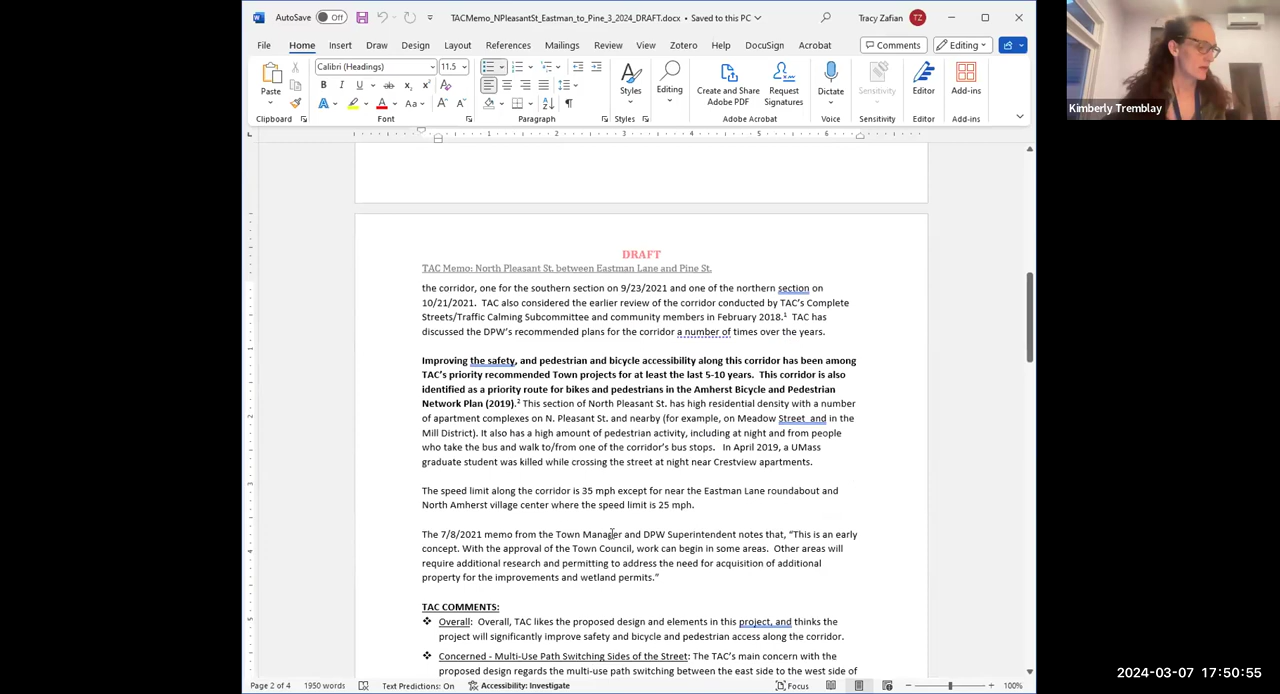 AutoSave Off TACMemo_NPleasantSt_Eastman_to_Pine_3_2024_DRAFT.docx • Saved to this PC Tracy Zafian TZ
File Home Insert Draw Design Layout References Mailings Review View Zotero Help DocuSign Acrobat Comments Editing
Calibri (Headings) 11.5
Paste Styles Editing Create and Share Adobe PDF Request Signatures Dictate Sensitivity Editor Add-ins
Clipboard Font Paragraph Styles Adobe Acrobat Voice Sensitivity Editor Add-ins
Kimberly Tremblay
DRAFT
TAC Memo: North Pleasant St. between Eastman Lane and Pine St.
the corridor, one for the southern section on 9/23/2021 and one of the northern section on
10/21/2021. TAC also considered the earlier review of the corridor conducted by TAC's Complete
Streets/Traffic Calming Subcommittee and community members in February 2018.1 TAC has
discussed the DPW's recommended plans for the corridor a number of times over the years.
Improving the safety, and pedestrian and bicycle accessibility along this corridor has been among
TAC's priority recommended Town projects for at least the last 5-10 years. This corridor is also
identified as a priority route for bikes and pedestrians in the Amherst Bicycle and Pedestrian
Network Plan (2019).2 This section of North Pleasant St. has high residential density with a number
of apartment complexes on N. Pleasant St. and nearby (for example, on Meadow Street and in the
Mill District). It also has a high amount of pedestrian activity, including at night and from people
who take the bus and walk to/from one of the corridor's bus stops. In April 2019, a UMass
graduate student was killed while crossing the street at night near Crestview apartments.
The speed limit along the corridor is 35 mph except for near the Eastman Lane roundabout and
North Amherst village center where the speed limit is 25 mph.
The 7/8/2021 memo from the Town Manager and DPW Superintendent notes that, “This is an early
concept. With the approval of the Town Council, work can begin in some areas. Other areas will
require additional research and permitting to address the need for acquisition of additional
property for the improvements and wetland permits.”
TAC COMMENTS:
❖ Overall: Overall, TAC likes the proposed design and elements in this project, and thinks the
project will significantly improve safety and bicycle and pedestrian access along the corridor.
❖ Concerned - Multi-Use Path Switching Sides of the Street: The TAC's main concern with the
proposed design regards the multi-use path switching between the east side to the west side of
Page 2 of 4 1950 words Text Predictions: On Accessibility: Investigate Focus 100%
2024-03-07 17:50:55